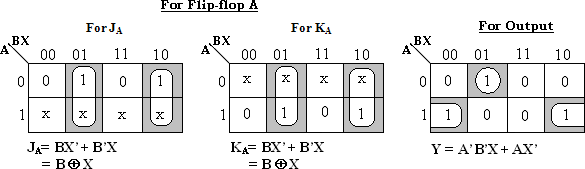 For Flip-flop A
For JA For KA For Output
BX BX BX
A 00 01 11 10 A 00 01 11 10 A 00 01 11 10
0 0 1 0 1 0 x x x x 0 0 1 0 0
1 x x x x 1 0 1 0 1 1 1 0 0 1
JA= BX’+ B’X KA= BX’+ B’X Y = A’B’X + AX’
= B⊕X = B⊕X